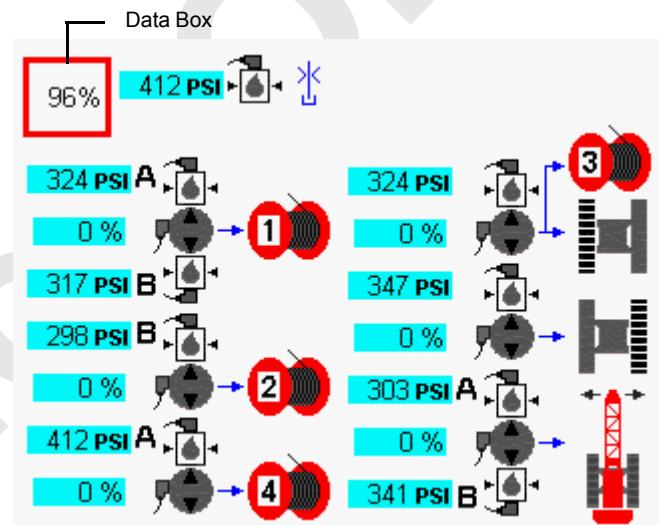 Data Box
96% 412 PSI
324 PSI A
0 % 1
317 PSI B
298 PSI B
0 % 2
412 PSI A
0 % 4
3
324 PSI
0 %
347 PSI
0 %
303 PSI A
0 %
341 PSI B